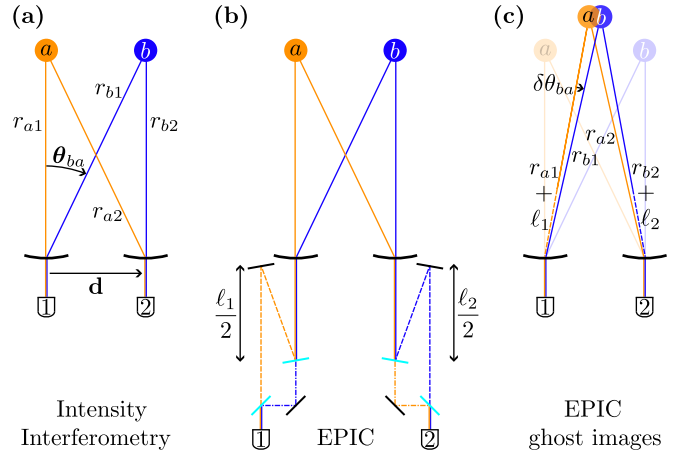 (a)
a
b
r_{a1}
r_{b1}
r_{b2}
θ_{ba}
r_{a2}
d
1
2
Intensity
Interferometry
(b)
a
b
ℓ_1/2
ℓ_2/2
1
2
EPIC
(c)
a
b
a
b
δθ_{ba}
r_{a2}
r_{b1}
r_{a1}
+
ℓ_1
r_{b2}
+
ℓ_2
1
2
EPIC
ghost images